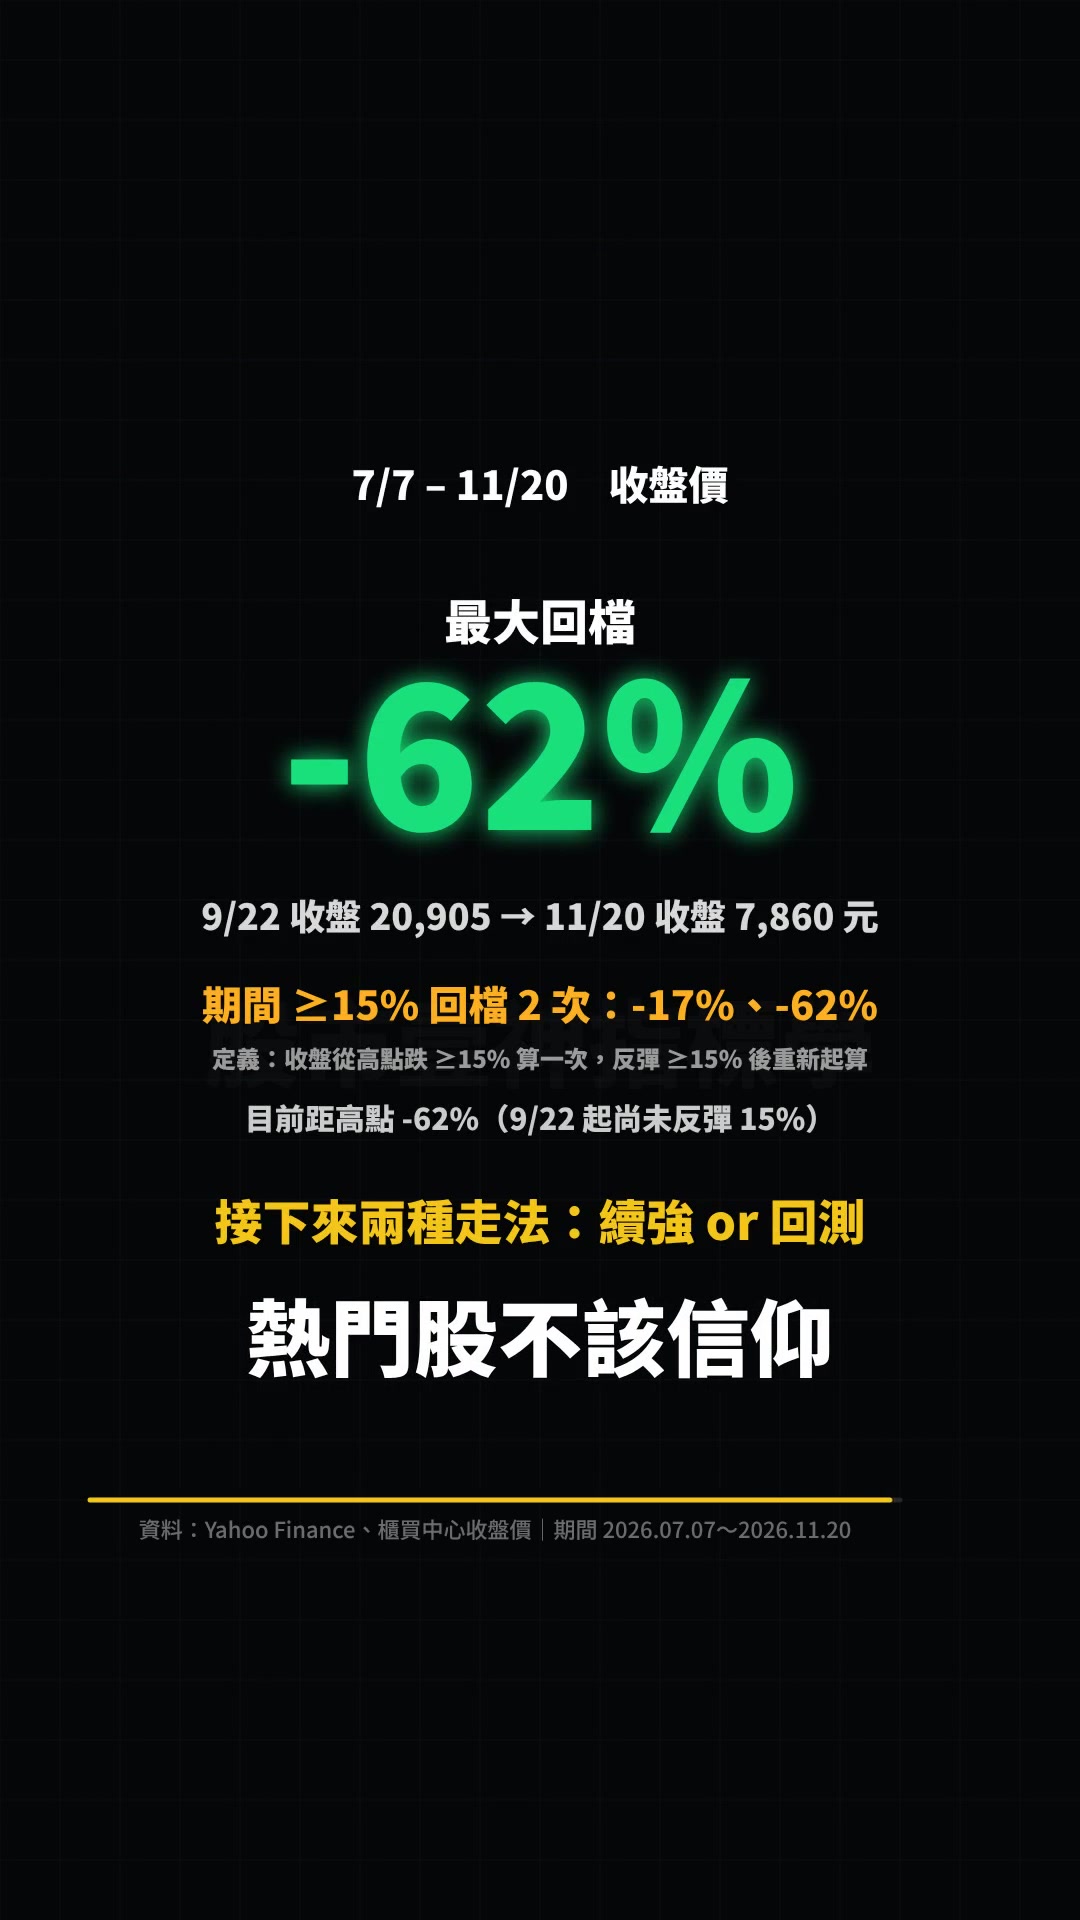 7/7 – 11/20　收盤價
最大回檔
-62%
9/22 收盤 20,905 → 11/20 收盤 7,860 元
期間 ≥15% 回檔 2 次：-17%、-62%
定義：收盤從高點跌 ≥15% 算一次，反彈 ≥15% 後重新起算
目前距高點 -62%（9/22 起尚未反彈 15%）
接下來兩種走法：續強 or 回測
熱門股不該信仰
資料：Yahoo Finance、櫃買中心收盤價｜期間 2026.07.07～2026.11.20